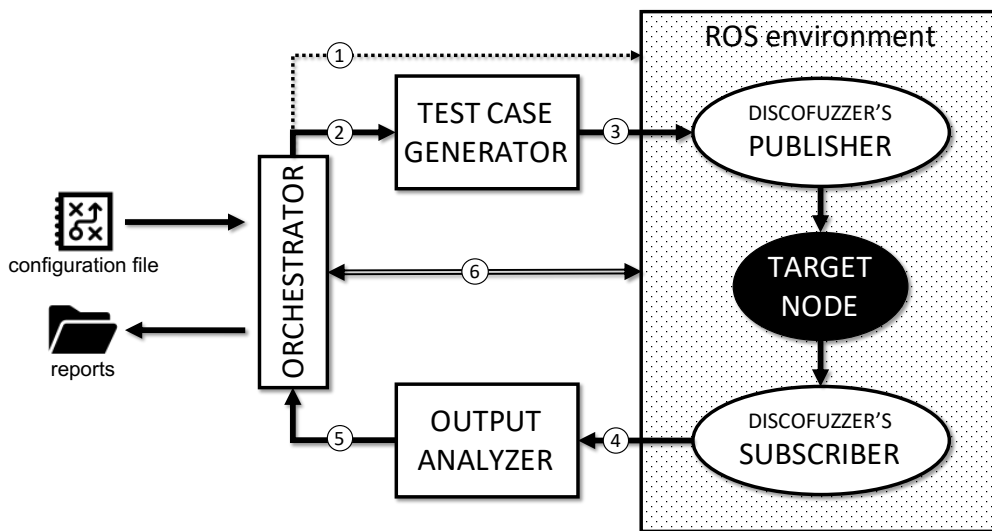 ROS environment
1
2
TEST CASE
GENERATOR
3
DISCOFUZZER'S
PUBLISHER
ORCHESTRATOR
configuration file
6
TARGET
NODE
reports
5
OUTPUT
ANALYZER
4
DISCOFUZZER'S
SUBSCRIBER